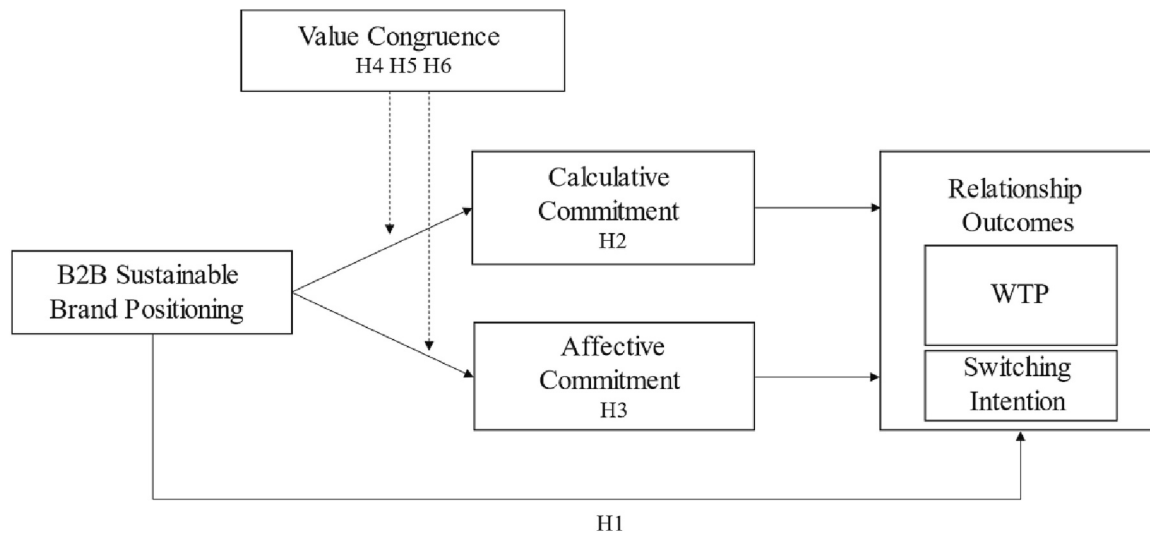 Value Congruence
H4 H5 H6
Calculative
Commitment
H2
Relationship
Outcomes
B2B Sustainable
Brand Positioning
WTP
Affective
Commitment
H3
Switching
Intention
H1